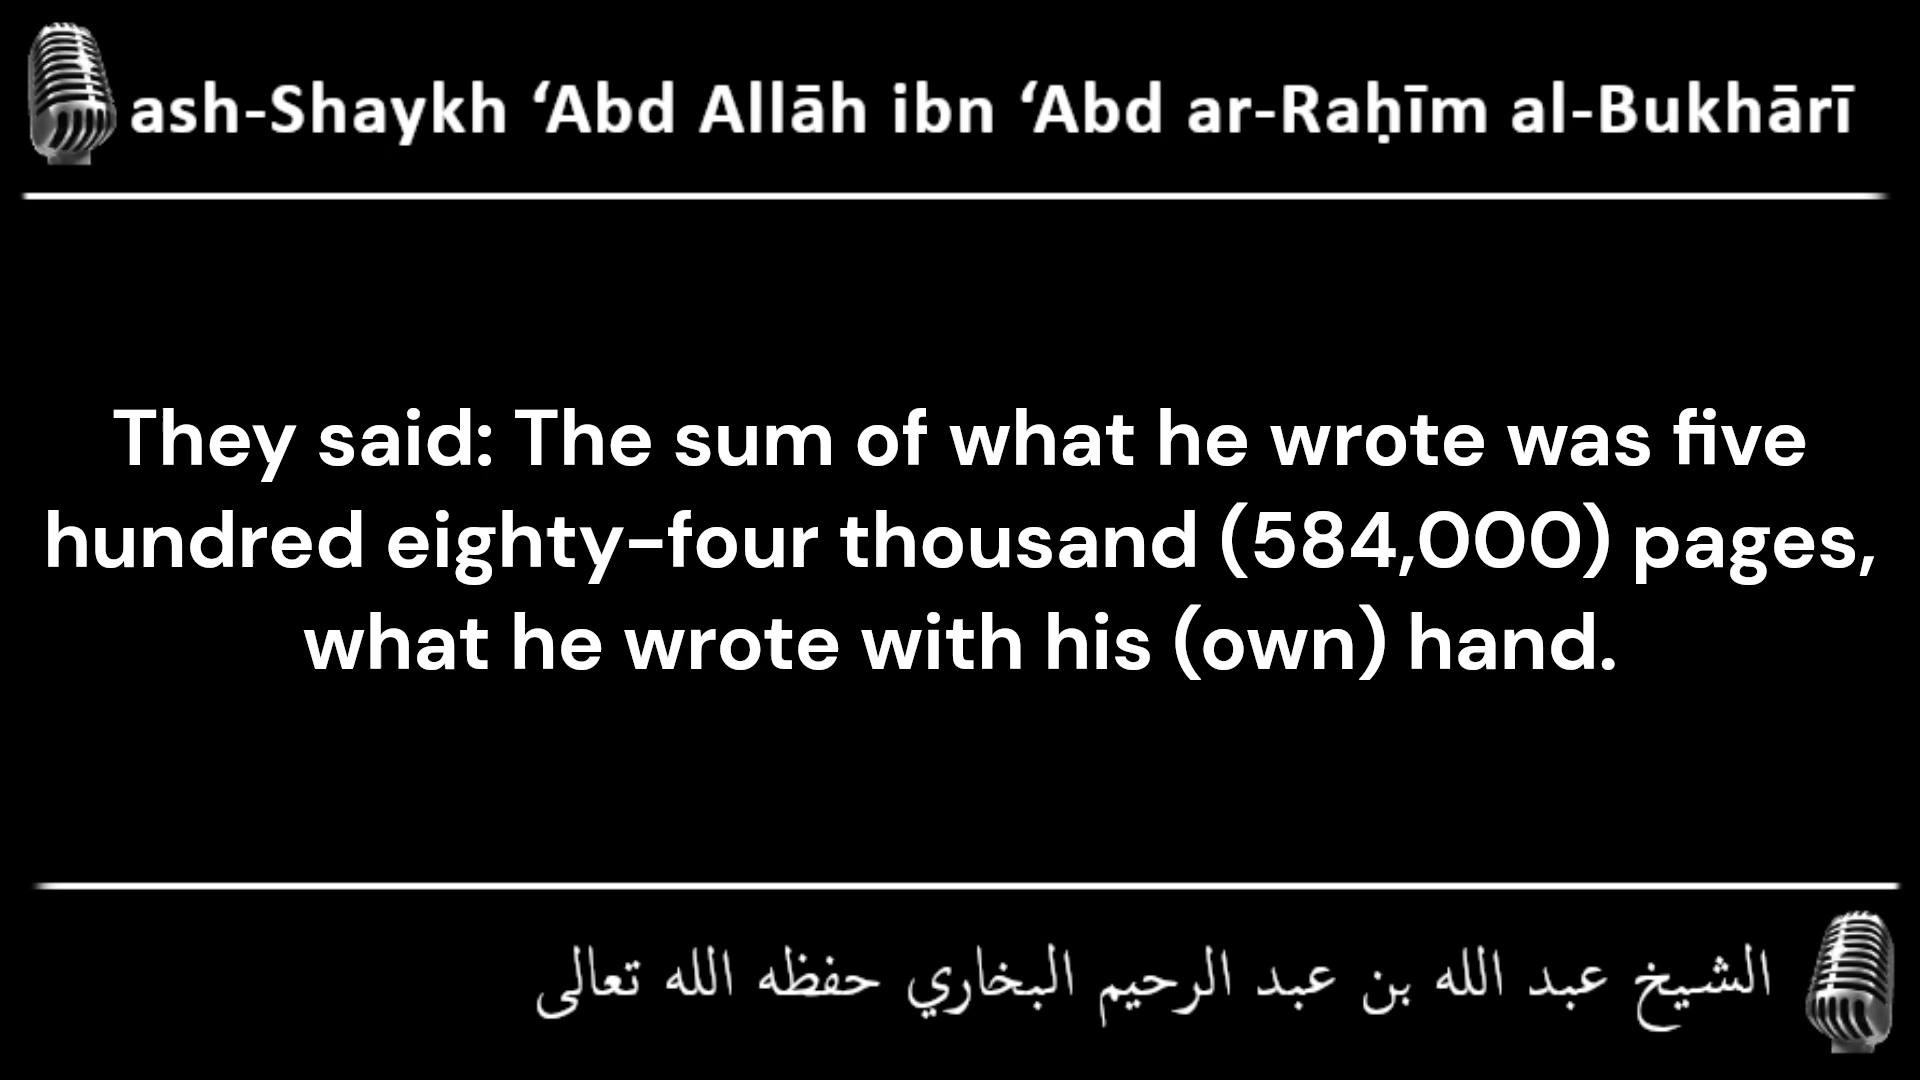 ash-Shaykh ‘Abd Allāh ibn ‘Abd ar-Raḥīm al-Bukhārī
They said: The sum of what he wrote was five
hundred eighty-four thousand (584,000) pages,
what he wrote with his (own) hand.
الشيخ عبد الله بن عبد الرحيم البخاري حفظه الله تعالى